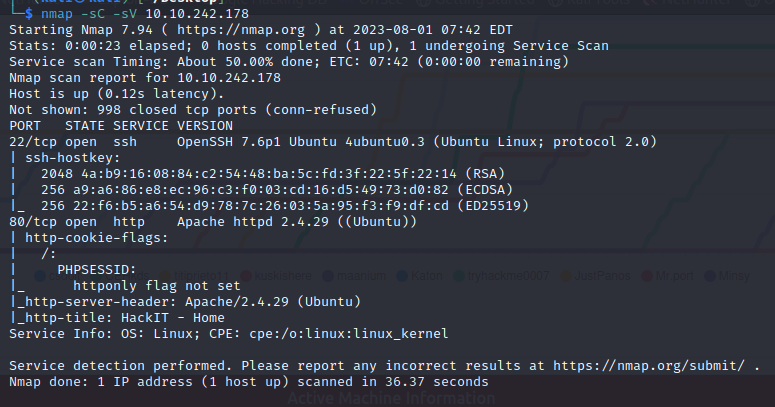 └─$ nmap -sC -sV 10.10.242.178
Starting Nmap 7.94 ( https://nmap.org ) at 2023-08-01 07:42 EDT
Stats: 0:00:23 elapsed; 0 hosts completed (1 up), 1 undergoing Service Scan
Service scan Timing: About 50.00% done; ETC: 07:42 (0:00:00 remaining)
Nmap scan report for 10.10.242.178
Host is up (0.12s latency).
Not shown: 998 closed tcp ports (conn-refused)
PORT   STATE SERVICE VERSION
22/tcp open  ssh     OpenSSH 7.6p1 Ubuntu 4ubuntu0.3 (Ubuntu Linux; protocol 2.0)
| ssh-hostkey:
|   2048 4a:b9:16:08:84:c2:54:48:ba:5c:fd:3f:22:5f:22:14 (RSA)
|   256 a9:a6:86:e8:ec:96:c3:f0:03:cd:16:d5:49:73:d0:82 (ECDSA)
|_  256 22:f6:b5:a6:54:d9:78:7c:26:03:5a:95:f3:f9:df:cd (ED25519)
80/tcp open  http    Apache httpd 2.4.29 ((Ubuntu))
| http-cookie-flags:
|   /:
|     PHPSESSID:
|_      httponly flag not set
|_http-server-header: Apache/2.4.29 (Ubuntu)
|_http-title: HackIT - Home
Service Info: OS: Linux; CPE: cpe:/o:linux:linux_kernel
Service detection performed. Please report any incorrect results at https://nmap.org/submit/ .
Nmap done: 1 IP address (1 host up) scanned in 36.37 seconds
Active Machine Information